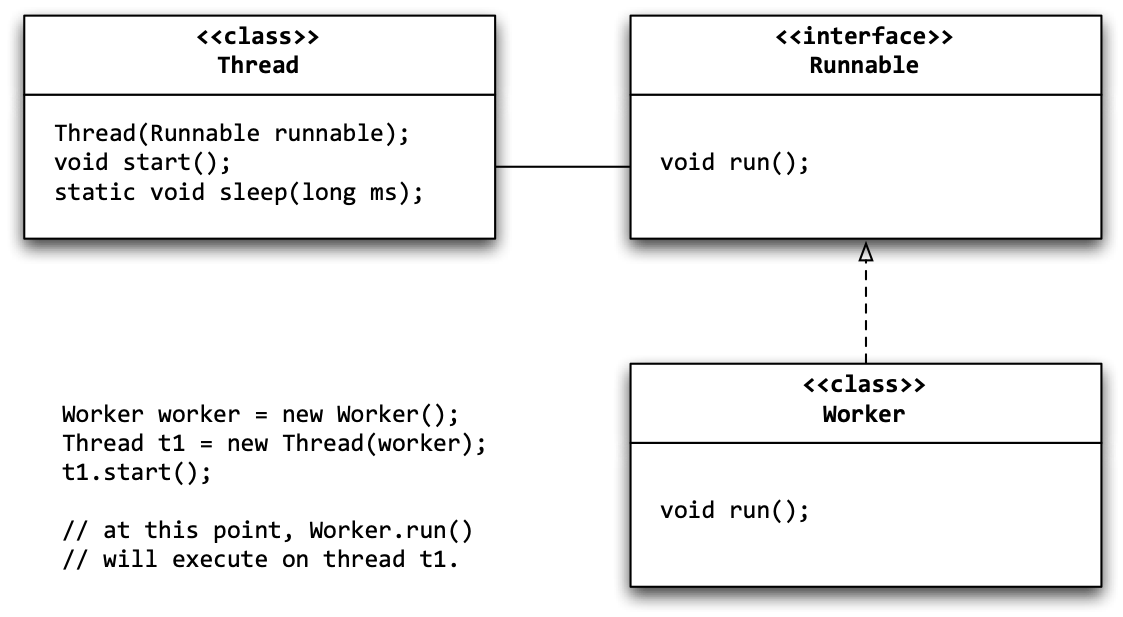 <<class>>
Thread
Thread(Runnable runnable);
void start();
static void sleep(long ms);
<<interface>>
Runnable
void run();
<<class>>
Worker
void run();
Worker worker = new Worker();
Thread t1 = new Thread(worker);
t1.start();
// at this point, Worker.run()
// will execute on thread t1.